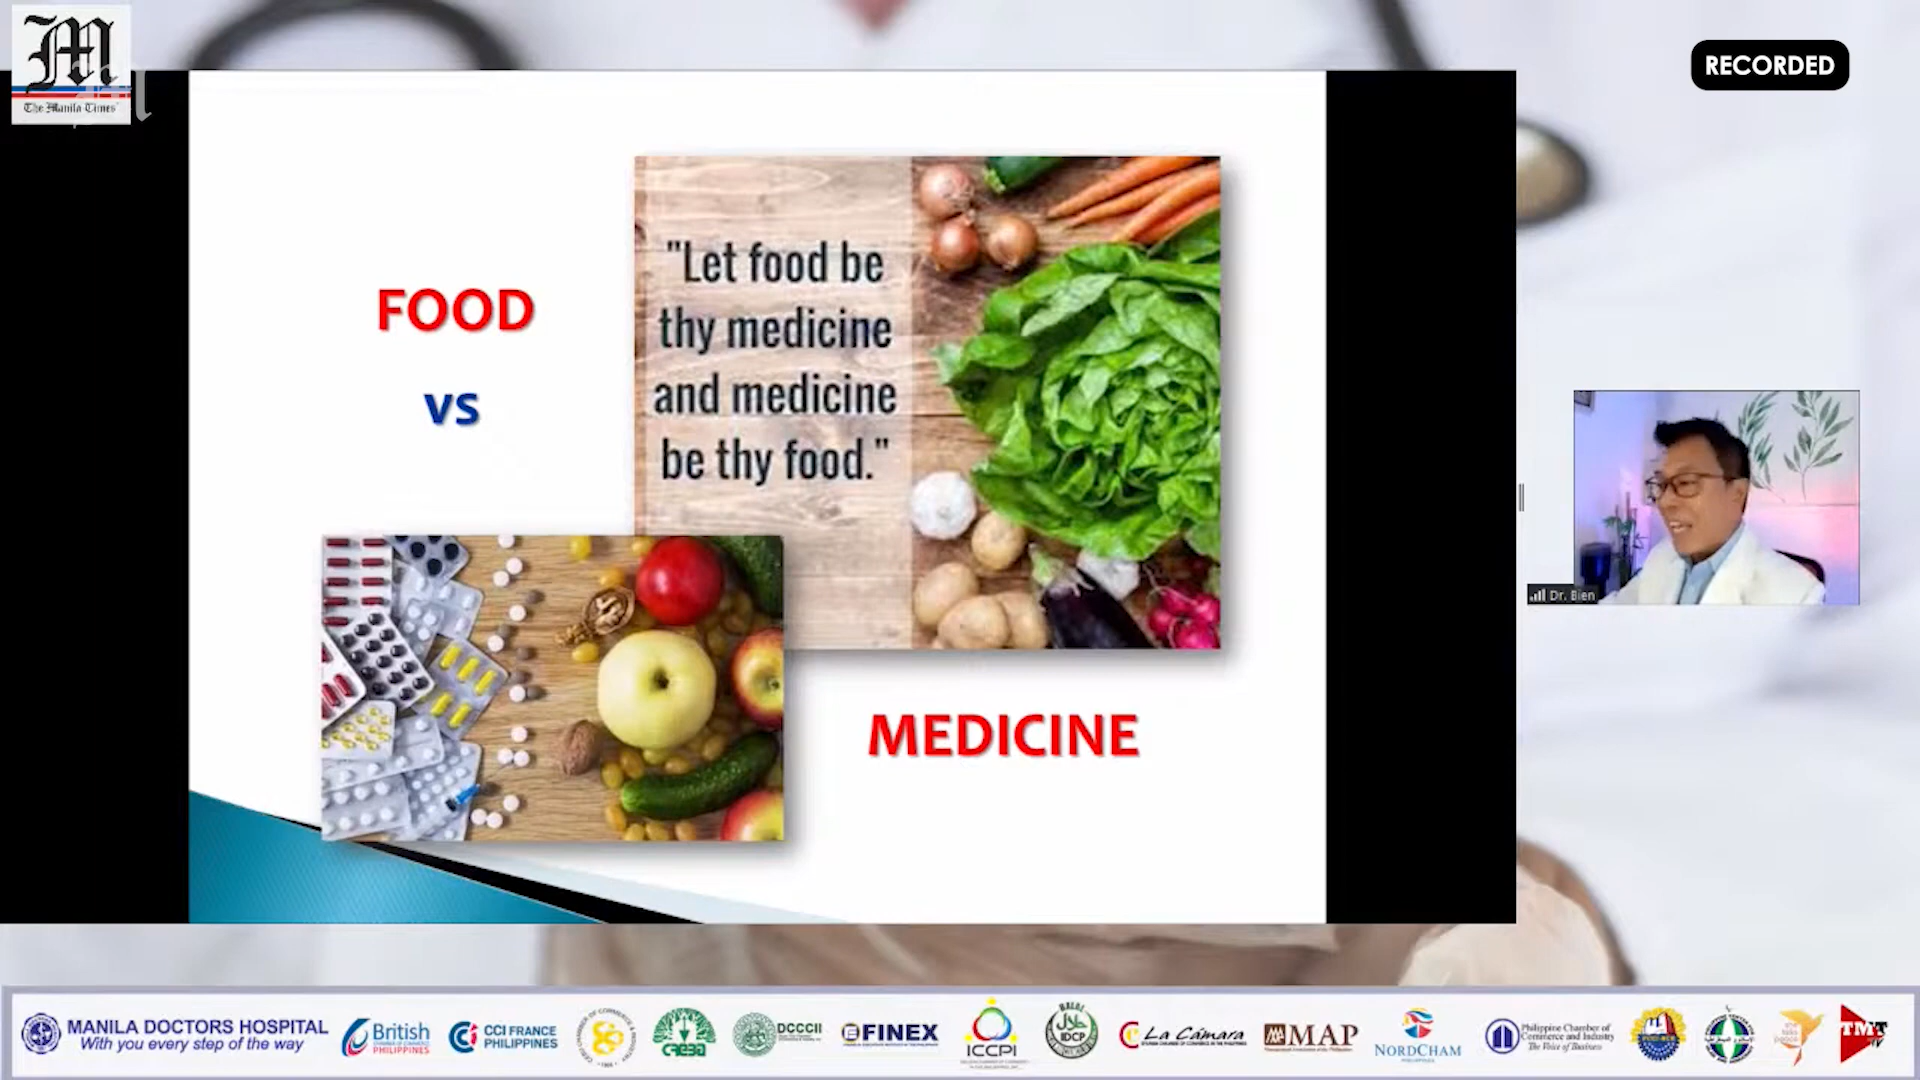 The Manila Times
RECORDED
FOOD
vs
"Let food be
thy medicine
and medicine
be thy food."
MEDICINE
Dr. Bien
MANILA DOCTORS HOSPITAL
With you every step of the way
British
PHILIPPINES
CCI FRANCE
PHILIPPINES
DCCCII
FINEX
ICCPI
HALAL
IDCP
La Cámara
MAP
NORDCHAM
Philippine Chamber of
Commerce and Industry
The Voice of Business
TMT